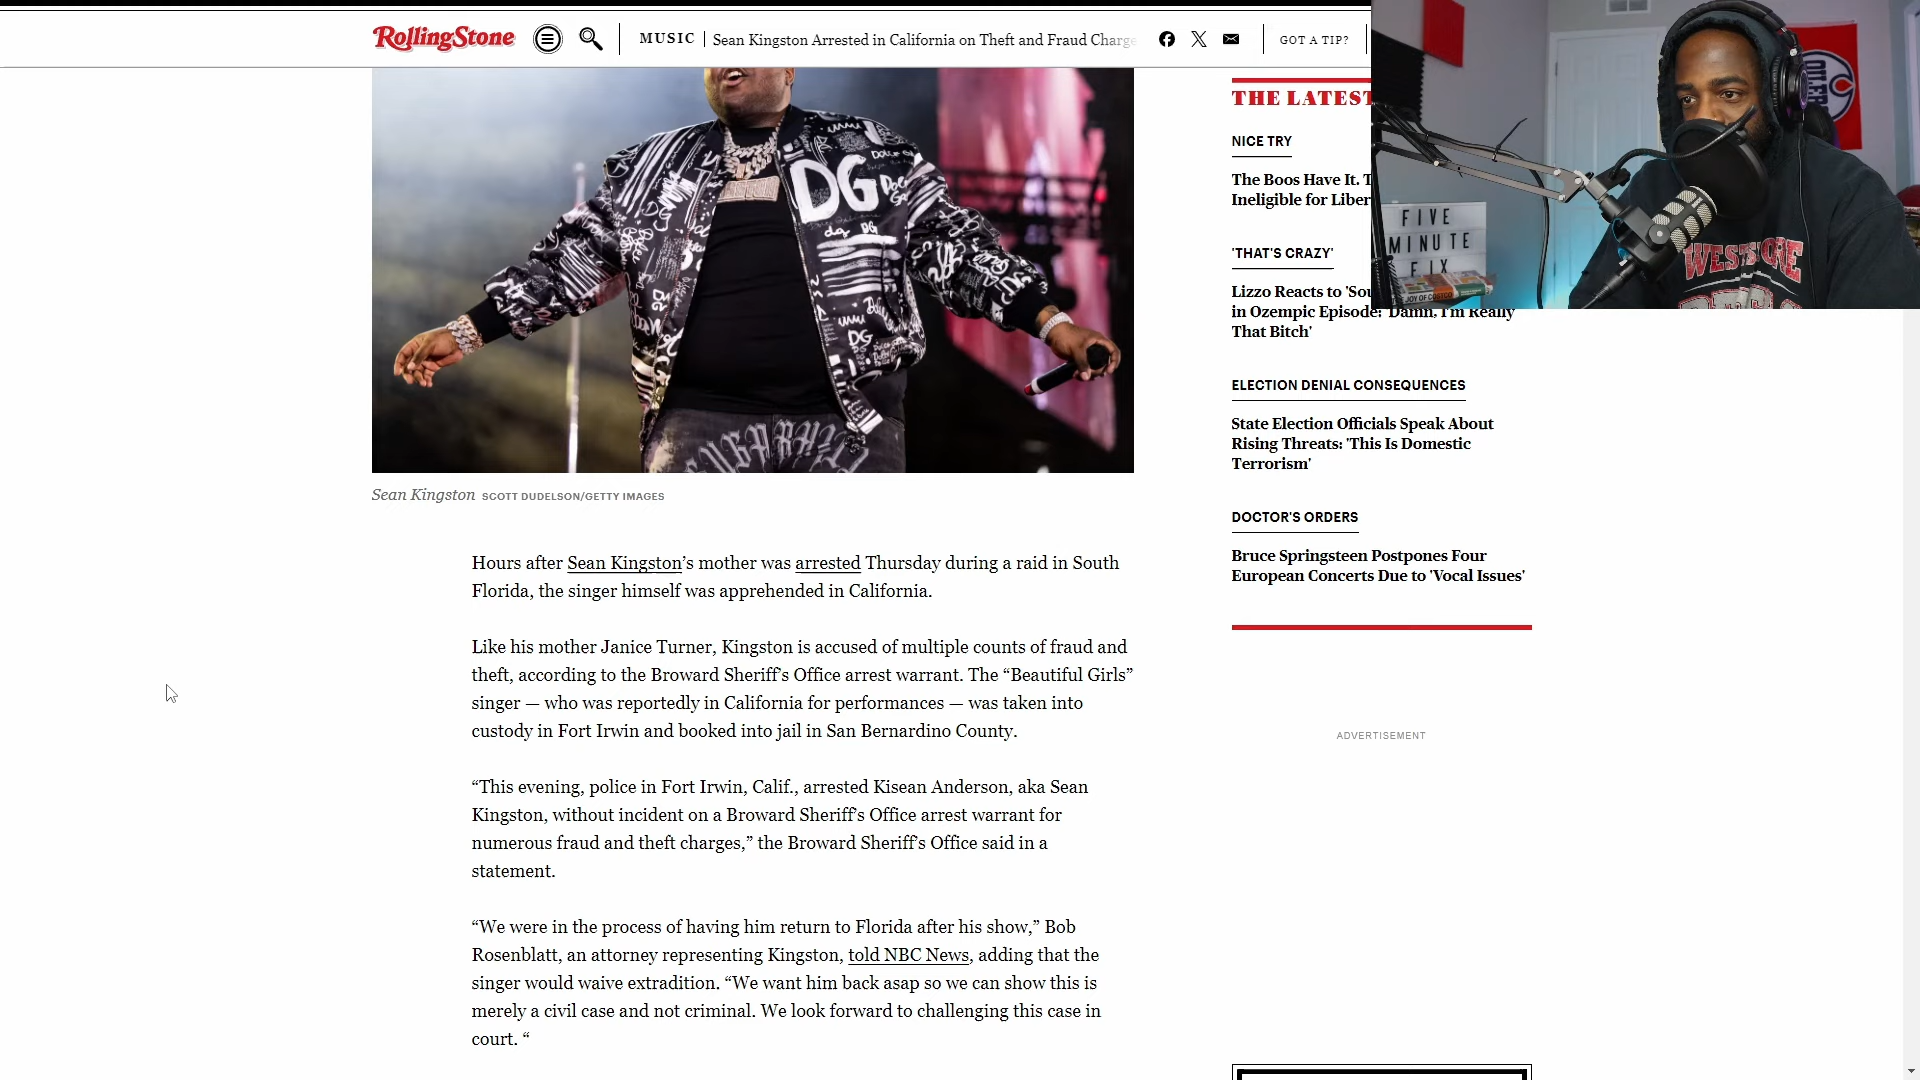 RollingStone
MUSIC
Sean Kingston Arrested in California on Theft and Fraud Charge
GOT A TIP?
DG
DG
DG
THE LATEST
NICE TRY
The Boos Have It. T
Ineligible for Liber
'THAT'S CRAZY'
Lizzo Reacts to 'Sou
in Ozempic Episode: 'Damn, I'm Really
That Bitch'
ELECTION DENIAL CONSEQUENCES
State Election Officials Speak About
Rising Threats: 'This Is Domestic
Terrorism'
DOCTOR'S ORDERS
Bruce Springsteen Postpones Four
European Concerts Due to 'Vocal Issues'
ADVERTISEMENT
FIVE
MINUTE
FIX
JOY OF COSTCO
OILERS
Sean Kingston SCOTT DUDELSON/GETTY IMAGES
Hours after Sean Kingston’s mother was arrested Thursday during a raid in South
Florida, the singer himself was apprehended in California.
Like his mother Janice Turner, Kingston is accused of multiple counts of fraud and
theft, according to the Broward Sheriff’s Office arrest warrant. The “Beautiful Girls”
singer — who was reportedly in California for performances — was taken into
custody in Fort Irwin and booked into jail in San Bernardino County.
“This evening, police in Fort Irwin, Calif., arrested Kisean Anderson, aka Sean
Kingston, without incident on a Broward Sheriff’s Office arrest warrant for
numerous fraud and theft charges,” the Broward Sheriff’s Office said in a
statement.
“We were in the process of having him return to Florida after his show,” Bob
Rosenblatt, an attorney representing Kingston, told NBC News, adding that the
singer would waive extradition. “We want him back asap so we can show this is
merely a civil case and not criminal. We look forward to challenging this case in
court. “